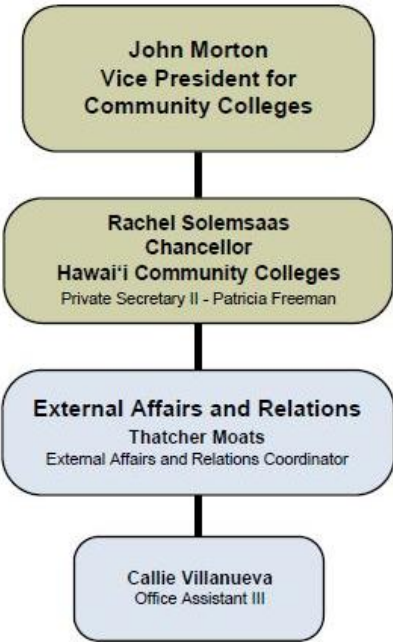 John Morton
Vice President for
Community Colleges
Rachel Solemsaas
Chancellor
Hawai‘i Community Colleges
Private Secretary II - Patricia Freeman
External Affairs and Relations
Thatcher Moats
External Affairs and Relations Coordinator
Callie Villanueva
Office Assistant III